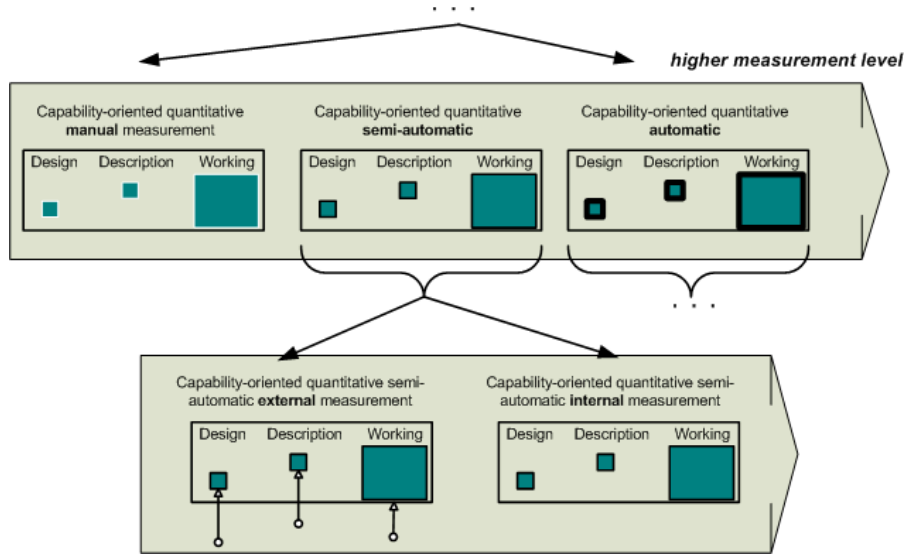 . . .
higher measurement level
Capability-oriented quantitative
manual measurement
Design Description Working
Capability-oriented quantitative
semi-automatic
Design Description Working
Capability-oriented quantitative
automatic
Design Description Working
. . .
Capability-oriented quantitative semi-
automatic external measurement
Design Description Working
Capability-oriented quantitative semi-
automatic internal measurement
Design Description Working